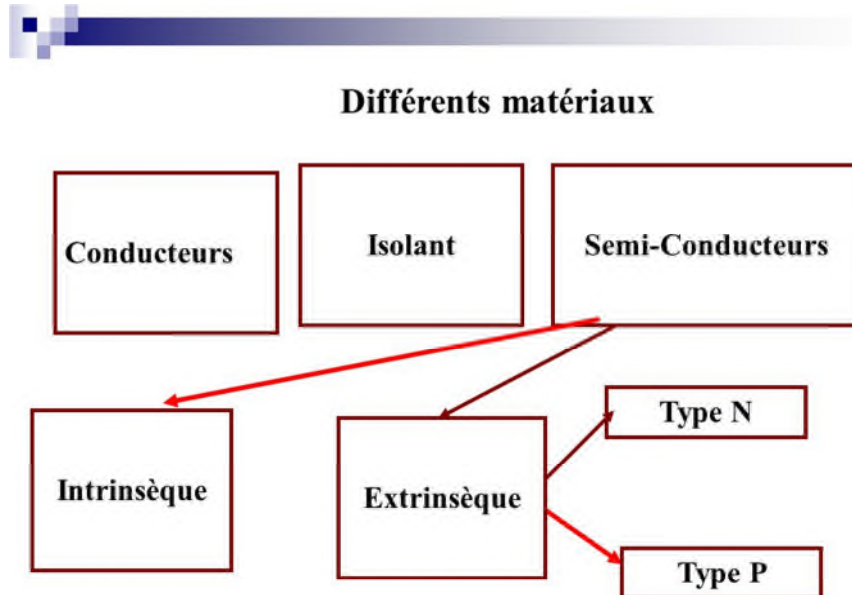 Différents matériaux
Conducteurs
Isolant
Semi-Conducteurs
Intrinsèque
Extrinsèque
Type N
Type P